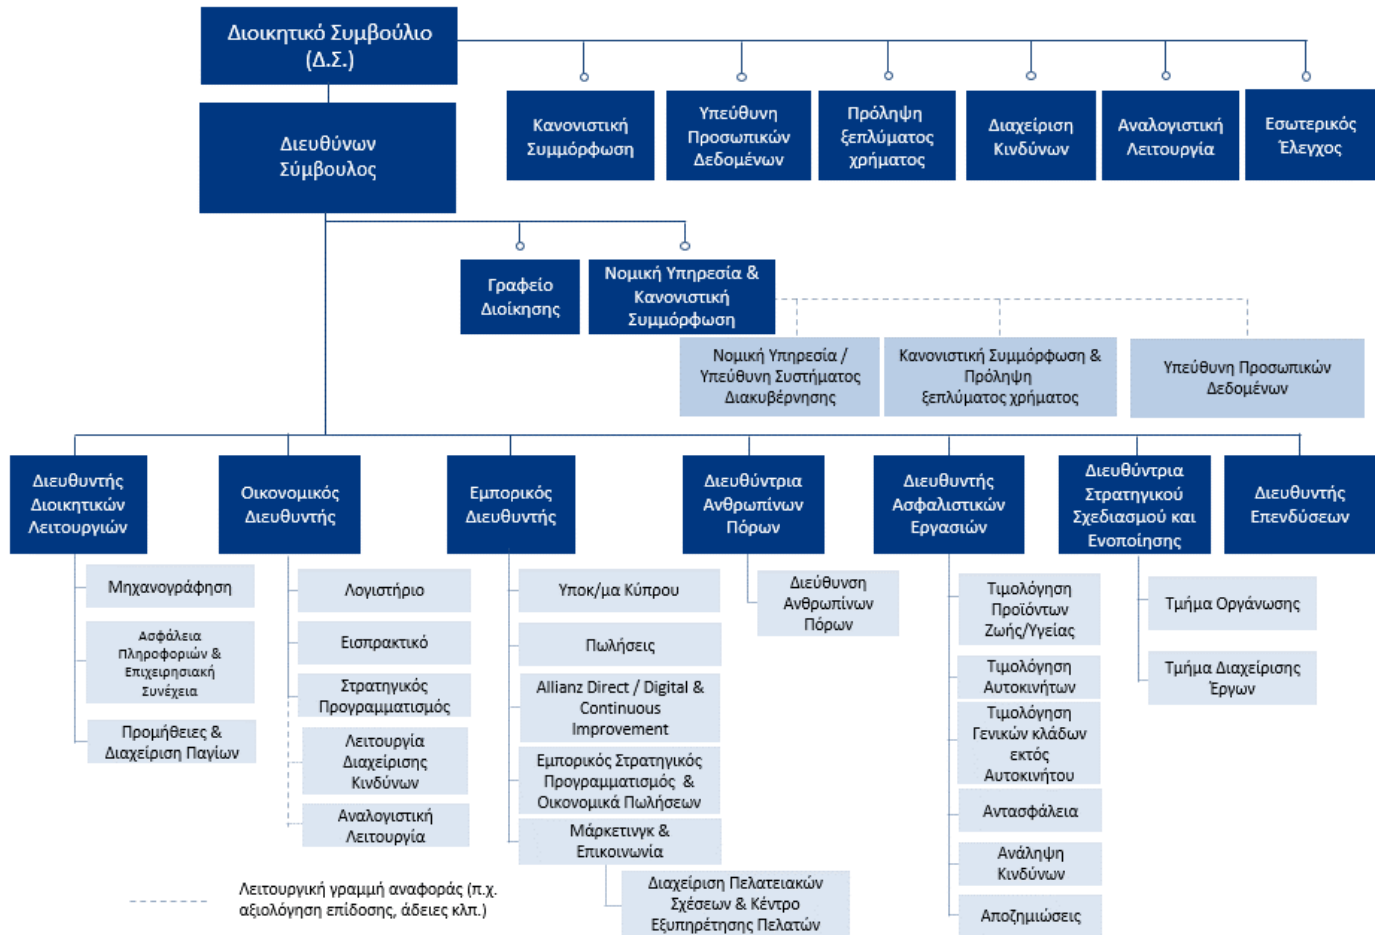 Διοικητικό Συμβούλιο
(Δ.Σ.)
Διευθύνων
Σύμβουλος
Κανονιστική
Συμμόρφωση
Υπεύθυνη
Προσωπικών
Δεδομένων
Πρόληψη
ξεπλύματος
χρήματος
Διαχείριση
Κινδύνων
Αναλογιστική
Λειτουργία
Εσωτερικός
Έλεγχος
Γραφείο
Διοίκησης
Νομική Υπηρεσία &
Κανονιστική
Συμμόρφωση
Νομική Υπηρεσία /
Υπεύθυνη Συστήματος
Διακυβέρνησης
Κανονιστική Συμμόρφωση &
Πρόληψη
ξεπλύματος χρήματος
Υπεύθυνη Προσωπικών
Δεδομένων
Διευθυντής
Διοικητικών
Λειτουργιών
Οικονομικός
Διευθυντής
Εμπορικός
Διευθυντής
Διευθύντρια
Ανθρωπίνων
Πόρων
Διευθυντής
Ασφαλιστικών
Εργασιών
Διευθύντρια
Στρατηγικού
Σχεδιασμού και
Ενοποίησης
Διευθυντής
Επενδύσεων
Μηχανογράφηση
Ασφάλεια
Πληροφοριών &
Επιχειρησιακή
Συνέχεια
Προμήθειες &
Διαχείριση Παγίων
Λογιστήριο
Εισπρακτικό
Στρατηγικός
Προγραμματισμός
Λειτουργία
Διαχείρισης
Κινδύνων
Αναλογιστική
Λειτουργία
Υποκ/μα Κύπρου
Πωλήσεις
Allianz Direct / Digital &
Continuous
Improvement
Εμπορικός Στρατηγικός
Προγραμματισμός &
Οικονομικά Πωλήσεων
Μάρκετινγκ &
Επικοινωνία
Διαχείριση Πελατειακών
Σχέσεων & Κέντρο
Εξυπηρέτησης Πελατών
Διεύθυνση
Ανθρωπίνων
Πόρων
Τιμολόγηση
Προϊόντων
Ζωής/Υγείας
Τιμολόγηση
Αυτοκινήτων
Τιμολόγηση
Γενικών κλάδων
εκτός
Αυτοκινήτου
Αντασφάλεια
Ανάληψη
Κινδύνων
Αποζημιώσεις
Τμήμα Οργάνωσης
Τμήμα Διαχείρισης
Έργων
Λειτουργική γραμμή αναφοράς (π.χ.
αξιολόγηση επίδοσης, άδειες κλπ.)